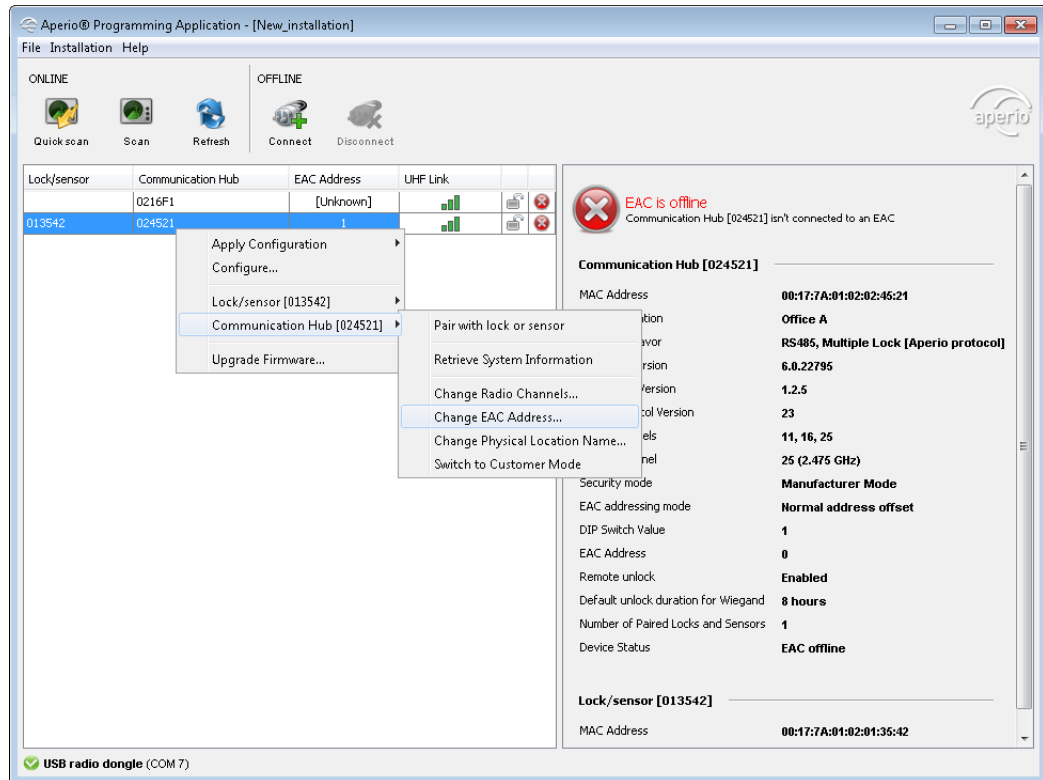 Aperio® Programming Application - [New_installation]
File Installation Help
ONLINE OFFLINE
Quick scan Scan Refresh Connect Disconnect
aperio
Lock/sensor Communication Hub EAC Address UHF Link
0216F1 [Unknown]
013542 024521 1
Apply Configuration
Configure...
Lock/sensor [013542]
Communication Hub [024521]
Upgrade Firmware...
Pair with lock or sensor
Retrieve System Information
Change Radio Channels...
Change EAC Address...
Change Physical Location Name...
Switch to Customer Mode
EAC is offline
Communication Hub [024521] isn't connected to an EAC
Communication Hub [024521]
MAC Address 00:17:7A:01:02:02:45:21
Office A
RS485, Multiple Lock [Aperio protocol]
6.0.22795
Version 1.2.5
Version 23
11, 16, 25
25 (2.475 GHz)
Security mode Manufacturer Mode
EAC addressing mode Normal address offset
DIP Switch Value 1
EAC Address 0
Remote unlock Enabled
Default unlock duration for Wiegand 8 hours
Number of Paired Locks and Sensors 1
Device Status EAC offline
Lock/sensor [013542]
MAC Address 00:17:7A:01:02:01:35:42
USB radio dongle (COM 7)